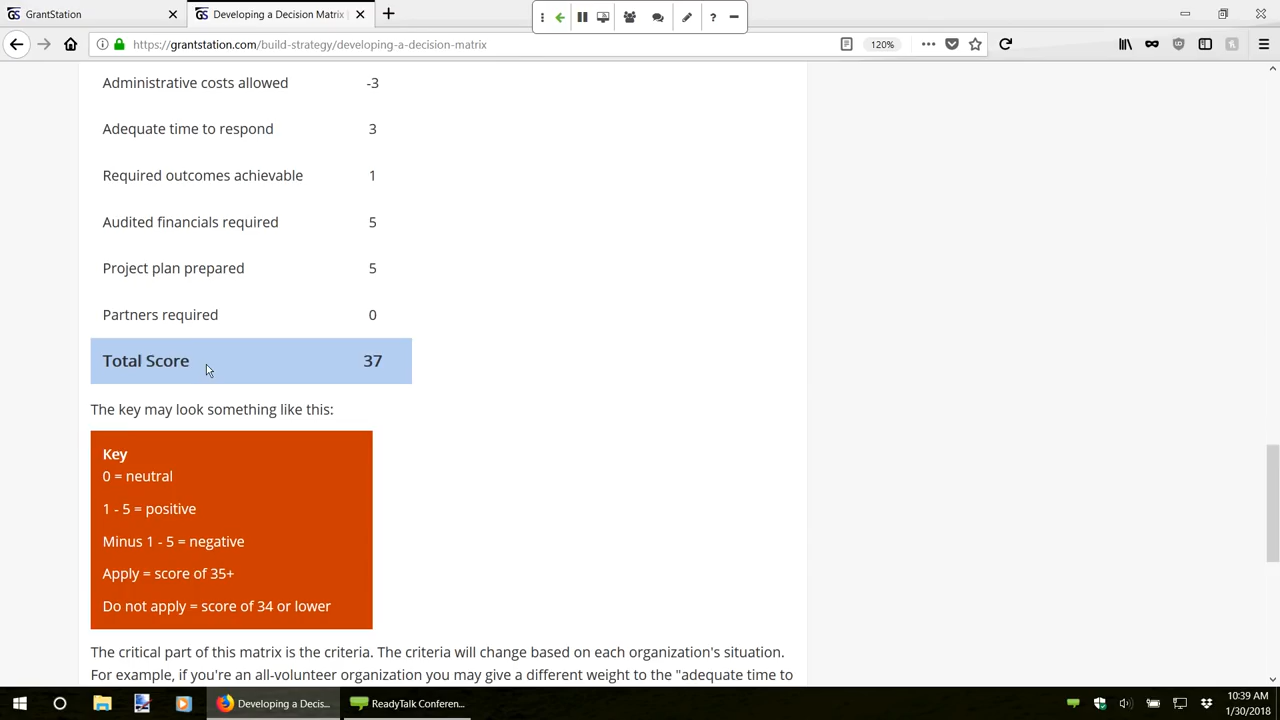 GrantStation
Developing a Decision Matrix |
https://grantstation.com/build-strategy/developing-a-decision-matrix
120%
Administrative costs allowed -3
Adequate time to respond 3
Required outcomes achievable 1
Audited financials required 5
Project plan prepared 5
Partners required 0
Total Score 37
The key may look something like this:
Key
0 = neutral
1 - 5 = positive
Minus 1 - 5 = negative
Apply = score of 35+
Do not apply = score of 34 or lower
The critical part of this matrix is the criteria. The criteria will change based on each organization's situation.
For example, if you're an all-volunteer organization you may give a different weight to the "adequate time to
Developing a Decis...
ReadyTalk Conferen...
10:39 AM
1/30/2018